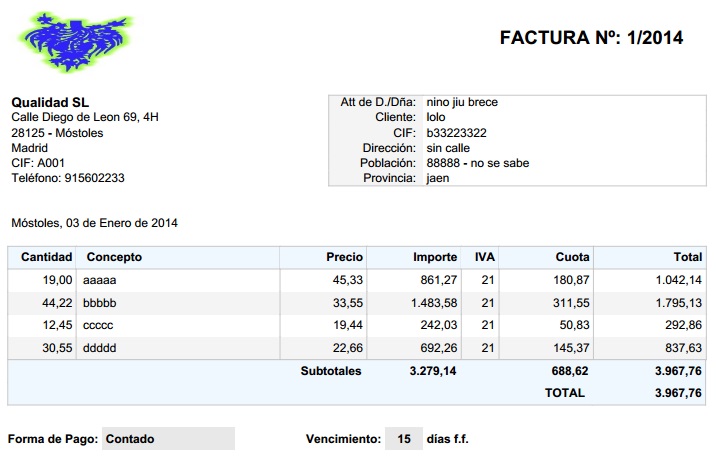 FACTURA Nº: 1/2014
Qualidad SL
Calle Diego de Leon 69, 4H
28125 - Móstoles
Madrid
CIF: A001
Teléfono: 915602233
Att de D./Dña: nino jiu brece
Cliente: lolo
CIF: b33223322
Dirección: sin calle
Población: 88888 - no se sabe
Provincia: jaen
Móstoles, 03 de Enero de 2014
Cantidad Concepto Precio Importe IVA Cuota Total
19,00 aaaaa 45,33 861,27 21 180,87 1.042,14
44,22 bbbbb 33,55 1.483,58 21 311,55 1.795,13
12,45 ccccc 19,44 242,03 21 50,83 292,86
30,55 ddddd 22,66 692,26 21 145,37 837,63
Subtotales 3.279,14 688,62 3.967,76
TOTAL 3.967,76
Forma de Pago: Contado Vencimiento: 15 días f.f.